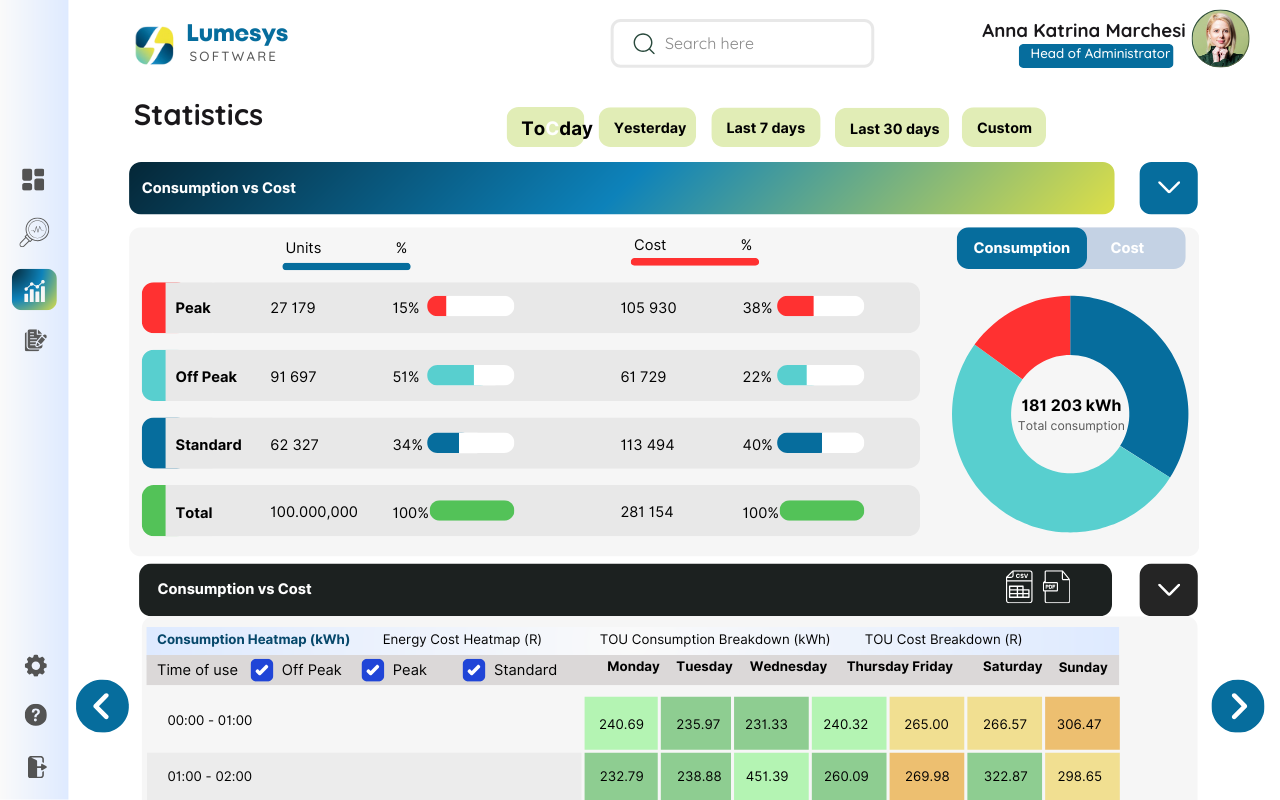 Lumesys
SOFTWARE
Search here
Anna Katrina Marchesi
Head of Administrator
Statistics
ToCday
Yesterday
Last 7 days
Last 30 days
Custom
Consumption vs Cost
Units % Cost %
Consumption Cost
Peak 27 179 15% 105 930 38%
Off Peak 91 697 51% 61 729 22%
Standard 62 327 34% 113 494 40%
Total 100.000,000 100% 281 154 100%
181 203 kWh
Total consumption
Consumption vs Cost
CSV
PDF
Consumption Heatmap (kWh) Energy Cost Heatmap (R) TOU Consumption Breakdown (kWh) TOU Cost Breakdown (R)
Time of use Off Peak Peak Standard Monday Tuesday Wednesday Thursday Friday Saturday Sunday
00:00 - 01:00 240.69 235.97 231.33 240.32 265.00 266.57 306.47
01:00 - 02:00 232.79 238.88 451.39 260.09 269.98 322.87 298.65
?